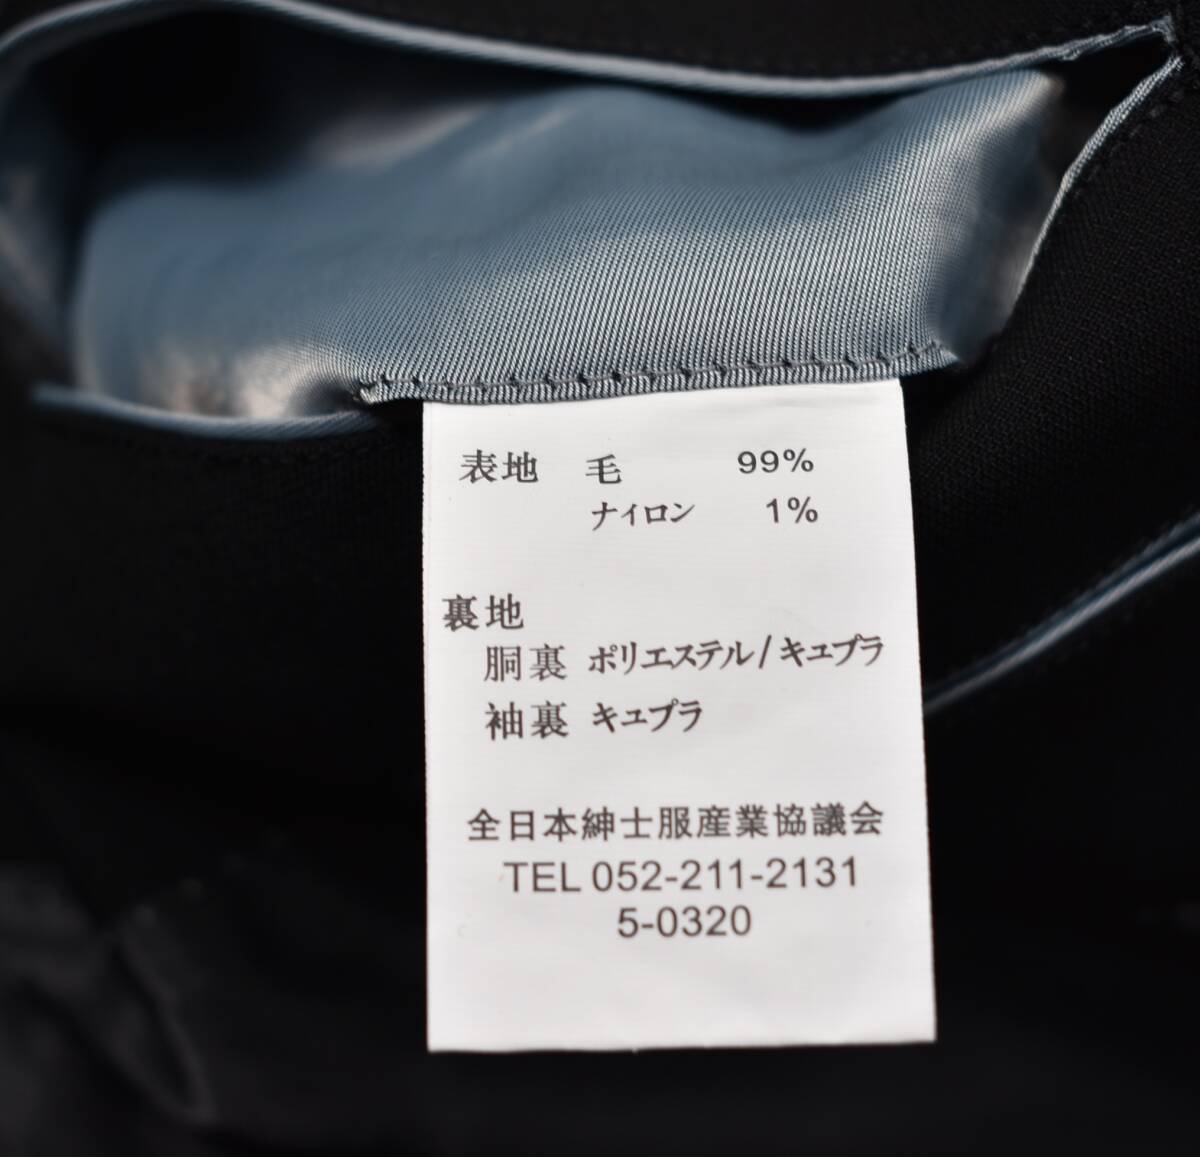 表地 毛 99%
ナイロン 1%
裏地
胴裏 ポリエステル/キュプラ
袖裏 キュプラ
全日本紳士服産業協議会
TEL 052-211-2131
5-0320